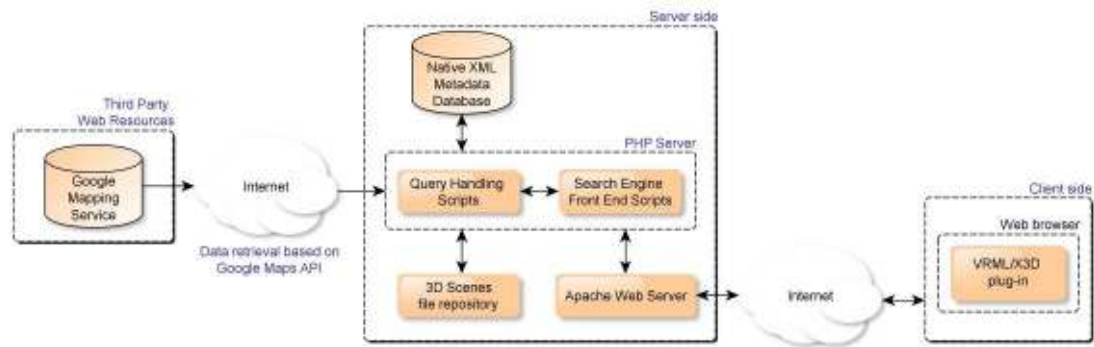 Server side
Native XML
Metadata
Database
Third Party
Web Resources
PHP Server
Google
Mapping
Service
Internet
Query Handling
Scripts
Search Engine
Front End Scripts
Client side
Web browser
Data retrieval based on
Google Maps API
VRML/X3D
plug-in
3D Scenes
file repository
Apache Web Server
Internet